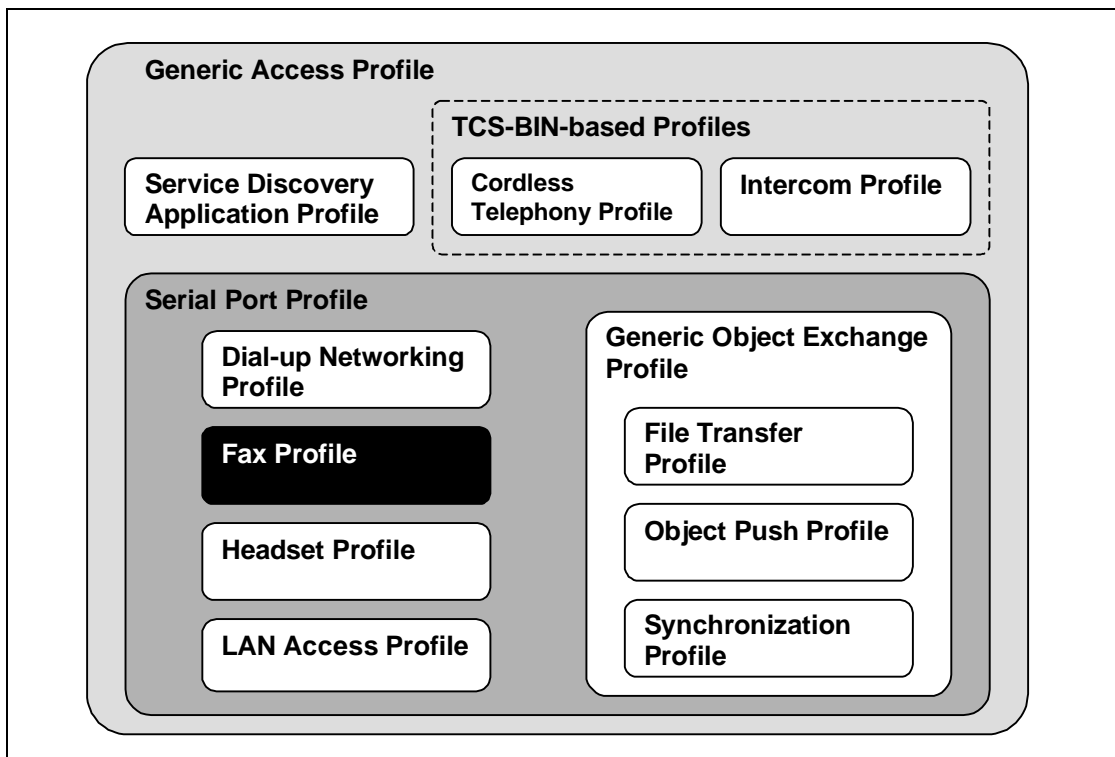 Generic Access Profile
TCS-BIN-based Profiles
Service Discovery
Application Profile
Cordless
Telephony Profile
Intercom Profile
Serial Port Profile
Dial-up Networking
Profile
Fax Profile
Headset Profile
LAN Access Profile
Generic Object Exchange
Profile
File Transfer
Profile
Object Push Profile
Synchronization
Profile